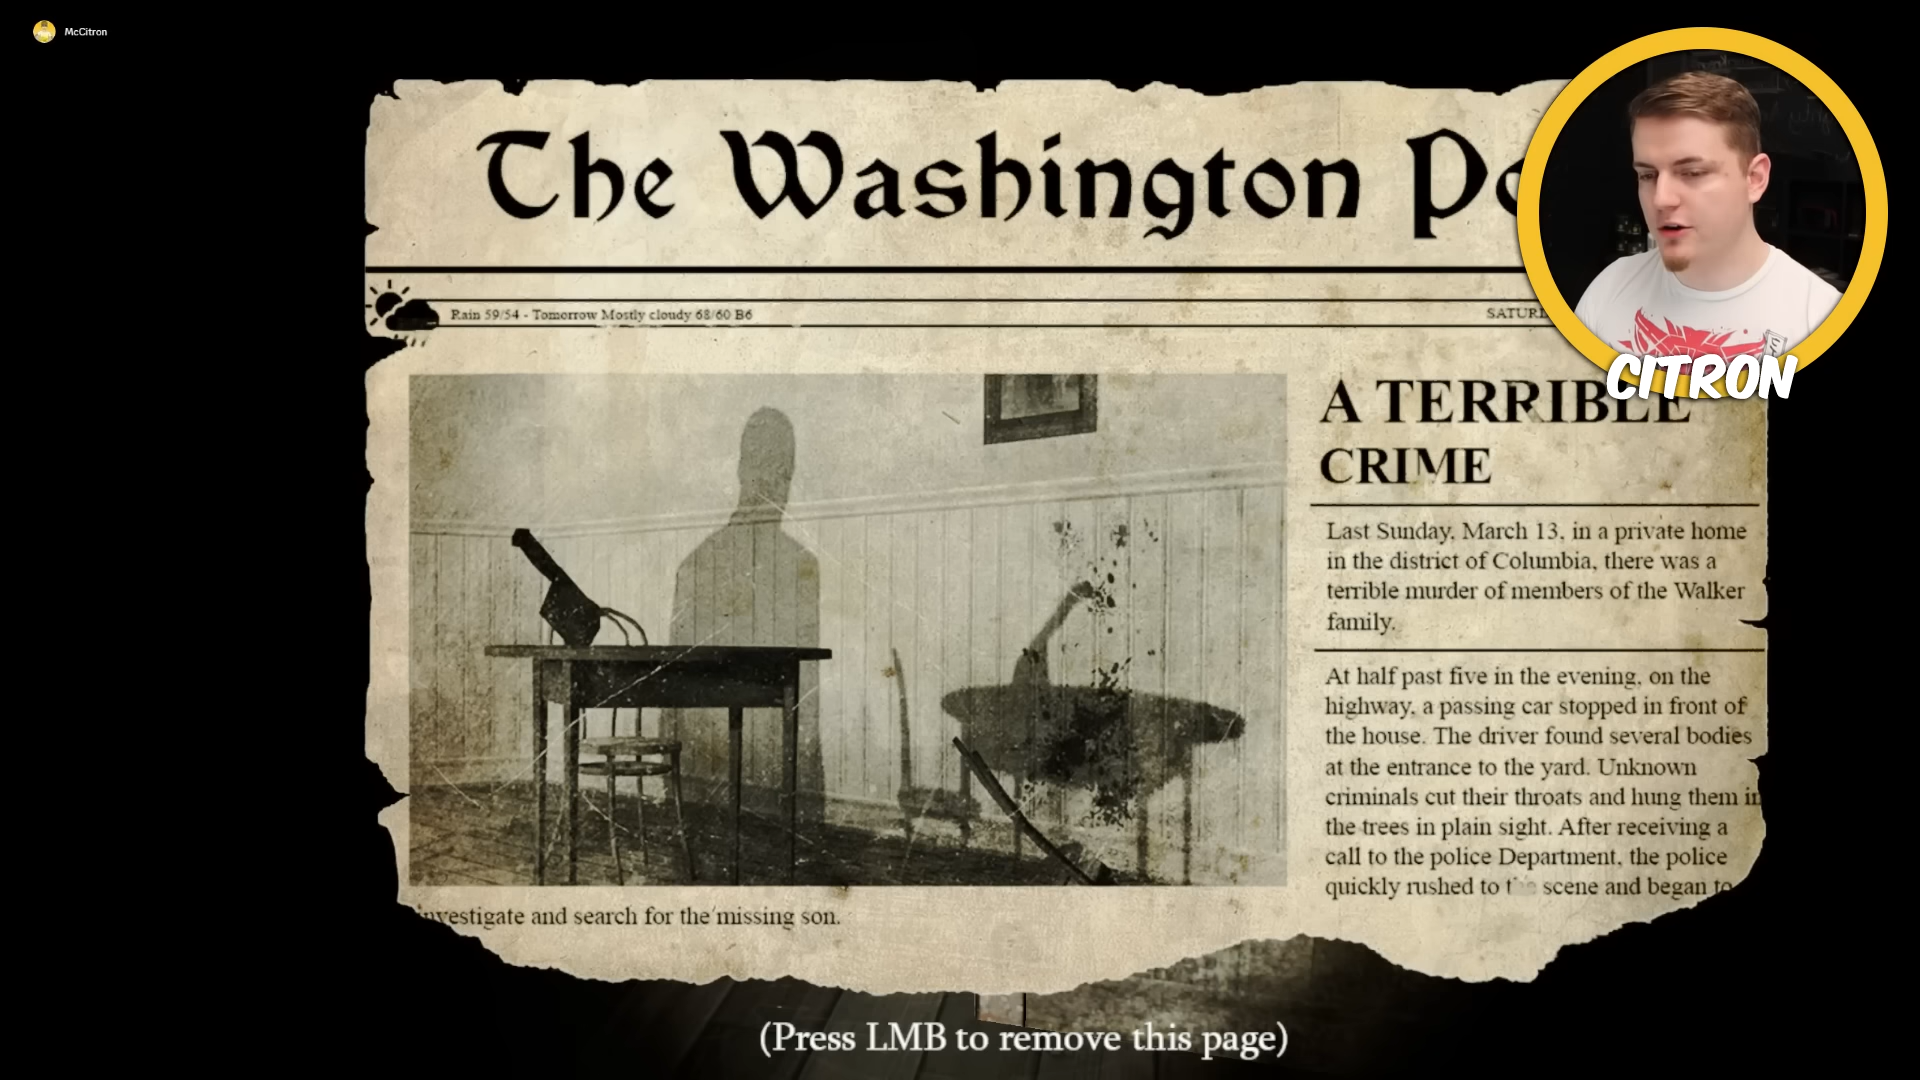 McCitron
The Washington
Rain 59/54 - Tomorrow Mostly cloudy 68/60 B6
CITRON
A TERRIBLE
CRIME
Last Sunday, March 13, in a private home
in the district of Columbia, there was a
terrible murder of members of the Walker
family.
At half past five in the evening, on the
highway, a passing car stopped in front of
the house. The driver found several bodies
at the entrance to the yard. Unknown
criminals cut their throats and hung them in
the trees in plain sight. After receiving a
call to the police Department, the police
quickly rushed to the scene and began to
investigate and search for the missing son.
(Press LMB to remove this page)